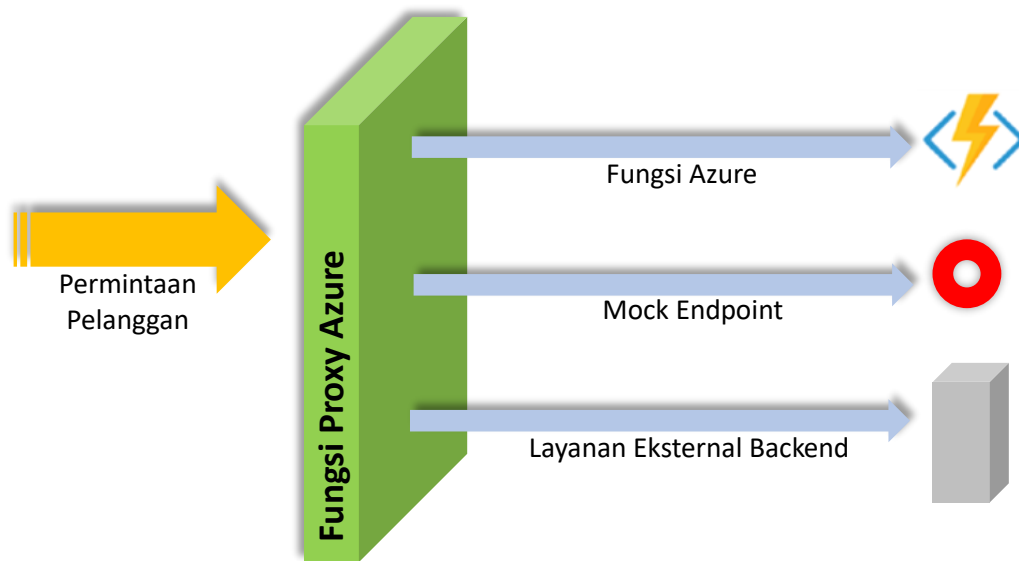 Permintaan
Pelanggan
Fungsi Proxy Azure
Fungsi Azure
Mock Endpoint
Layanan Eksternal Backend